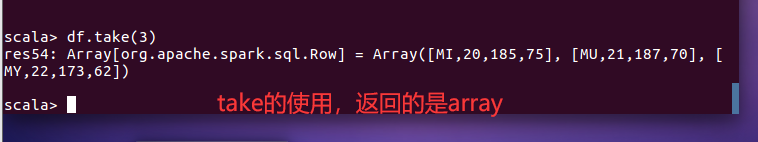 scala> df.take(3)
res54: Array[org.apache.spark.sql.Row] = Array([MI,20,185,75], [MU,21,187,70], [
MY,22,173,62])
scala>
take的使用，返回的是array